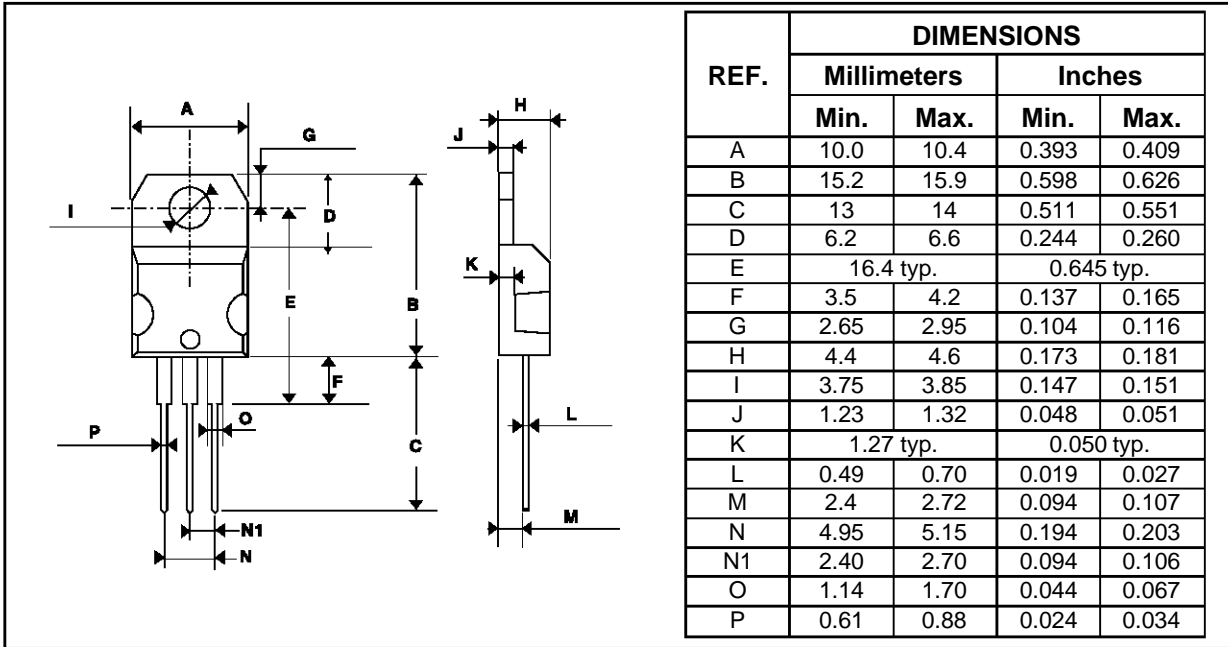 A
G
I
D
E
B
F
P
O
C
N1
N
H
J
K
L
M
REF. DIMENSIONS
Millimeters Inches
Min. Max. Min. Max.
A 10.0 10.4 0.393 0.409
B 15.2 15.9 0.598 0.626
C 13 14 0.511 0.551
D 6.2 6.6 0.244 0.260
E 16.4 typ. 0.645 typ.
F 3.5 4.2 0.137 0.165
G 2.65 2.95 0.104 0.116
H 4.4 4.6 0.173 0.181
I 3.75 3.85 0.147 0.151
J 1.23 1.32 0.048 0.051
K 1.27 typ. 0.050 typ.
L 0.49 0.70 0.019 0.027
M 2.4 2.72 0.094 0.107
N 4.95 5.15 0.194 0.203
N1 2.40 2.70 0.094 0.106
O 1.14 1.70 0.044 0.067
P 0.61 0.88 0.024 0.034